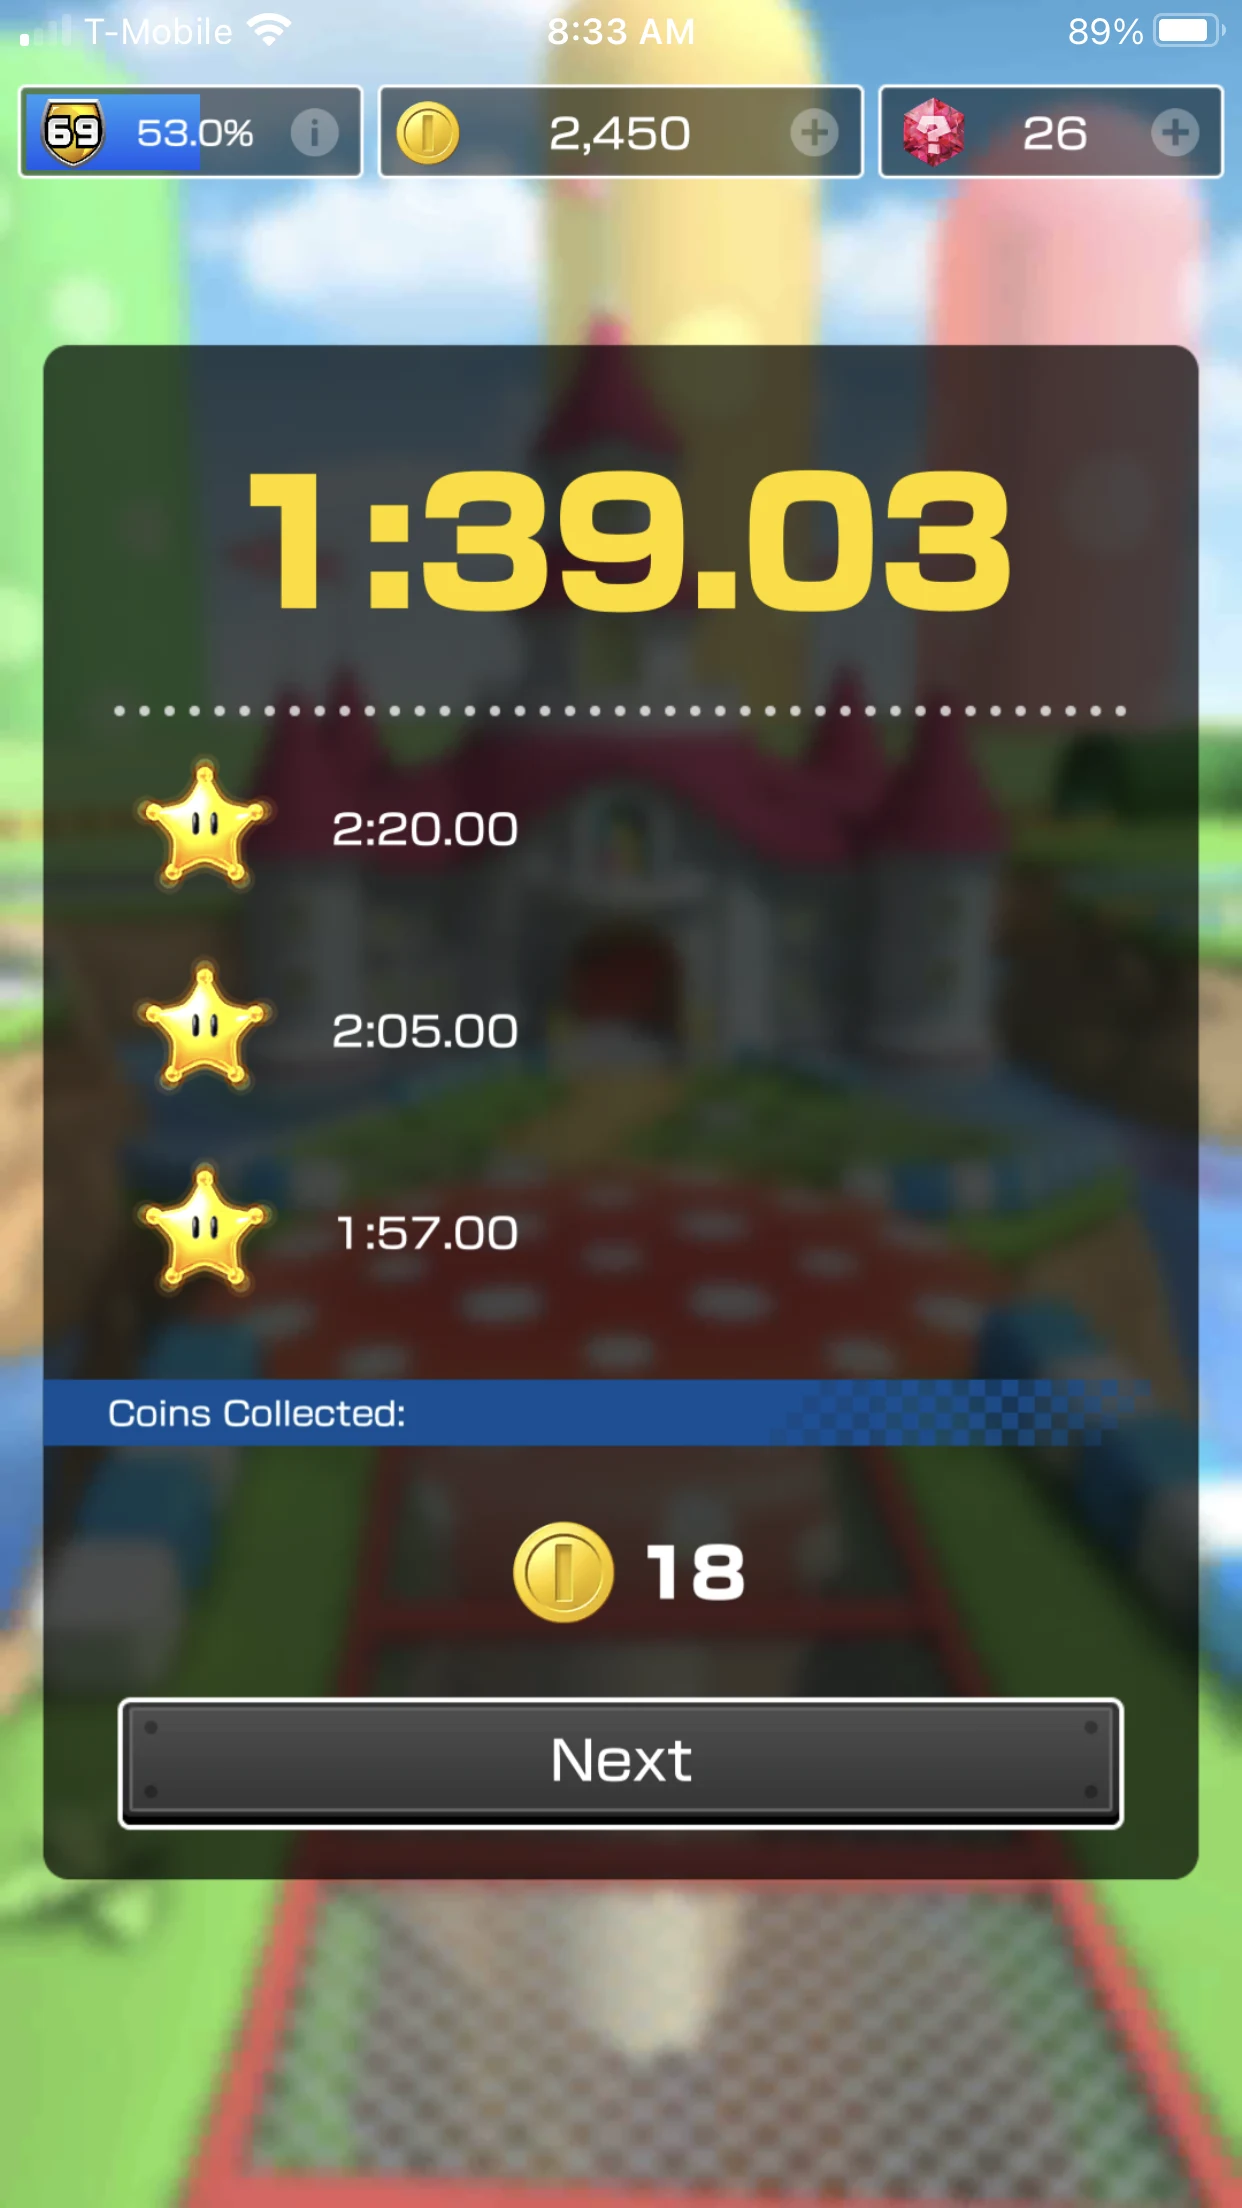 T-Mobile 8:33 AM 89%
69 53.0% i 2,450 + ? 26 +
1:39.03
2:20.00
2:05.00
1:57.00
Coins Collected:
18
Next